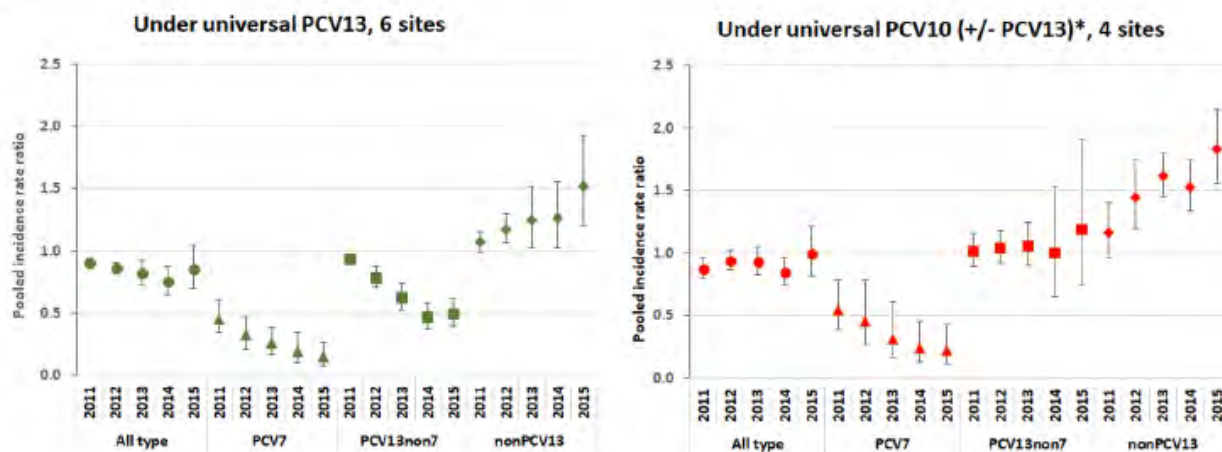 Under universal PCV13, 6 sites
Pooled incidence rate ratio
2.5
2.0
1.5
1.0
0.5
0.0
2011 2012 2013 2014 2015 2011 2012 2013 2014 2015 2011 2012 2013 2014 2015 2011 2012 2013 2014 2015
All type PCV7 PCV13non7 nonPCV13
Under universal PCV10 (+/- PCV13)*, 4 sites
Pooled incidence rate ratio
2.5
2.0
1.5
1.0
0.5
0.0
2011 2012 2013 2014 2015 2011 2012 2013 2014 2015 2011 2012 2013 2014 2015 2011 2012 2013 2014 2015
All type PCV7 PCV13non7 nonPCV13